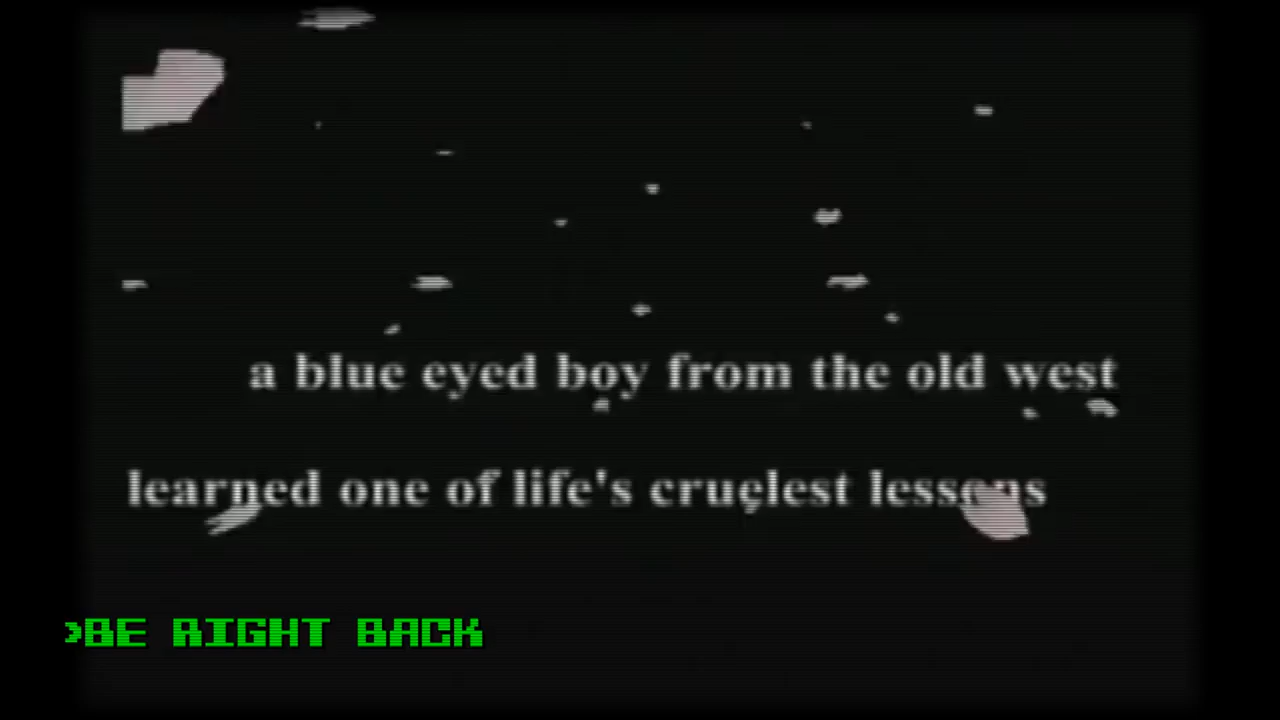 a blue eyed boy from the old west
learned one of life's cruelest lessons
>BE RIGHT BACK